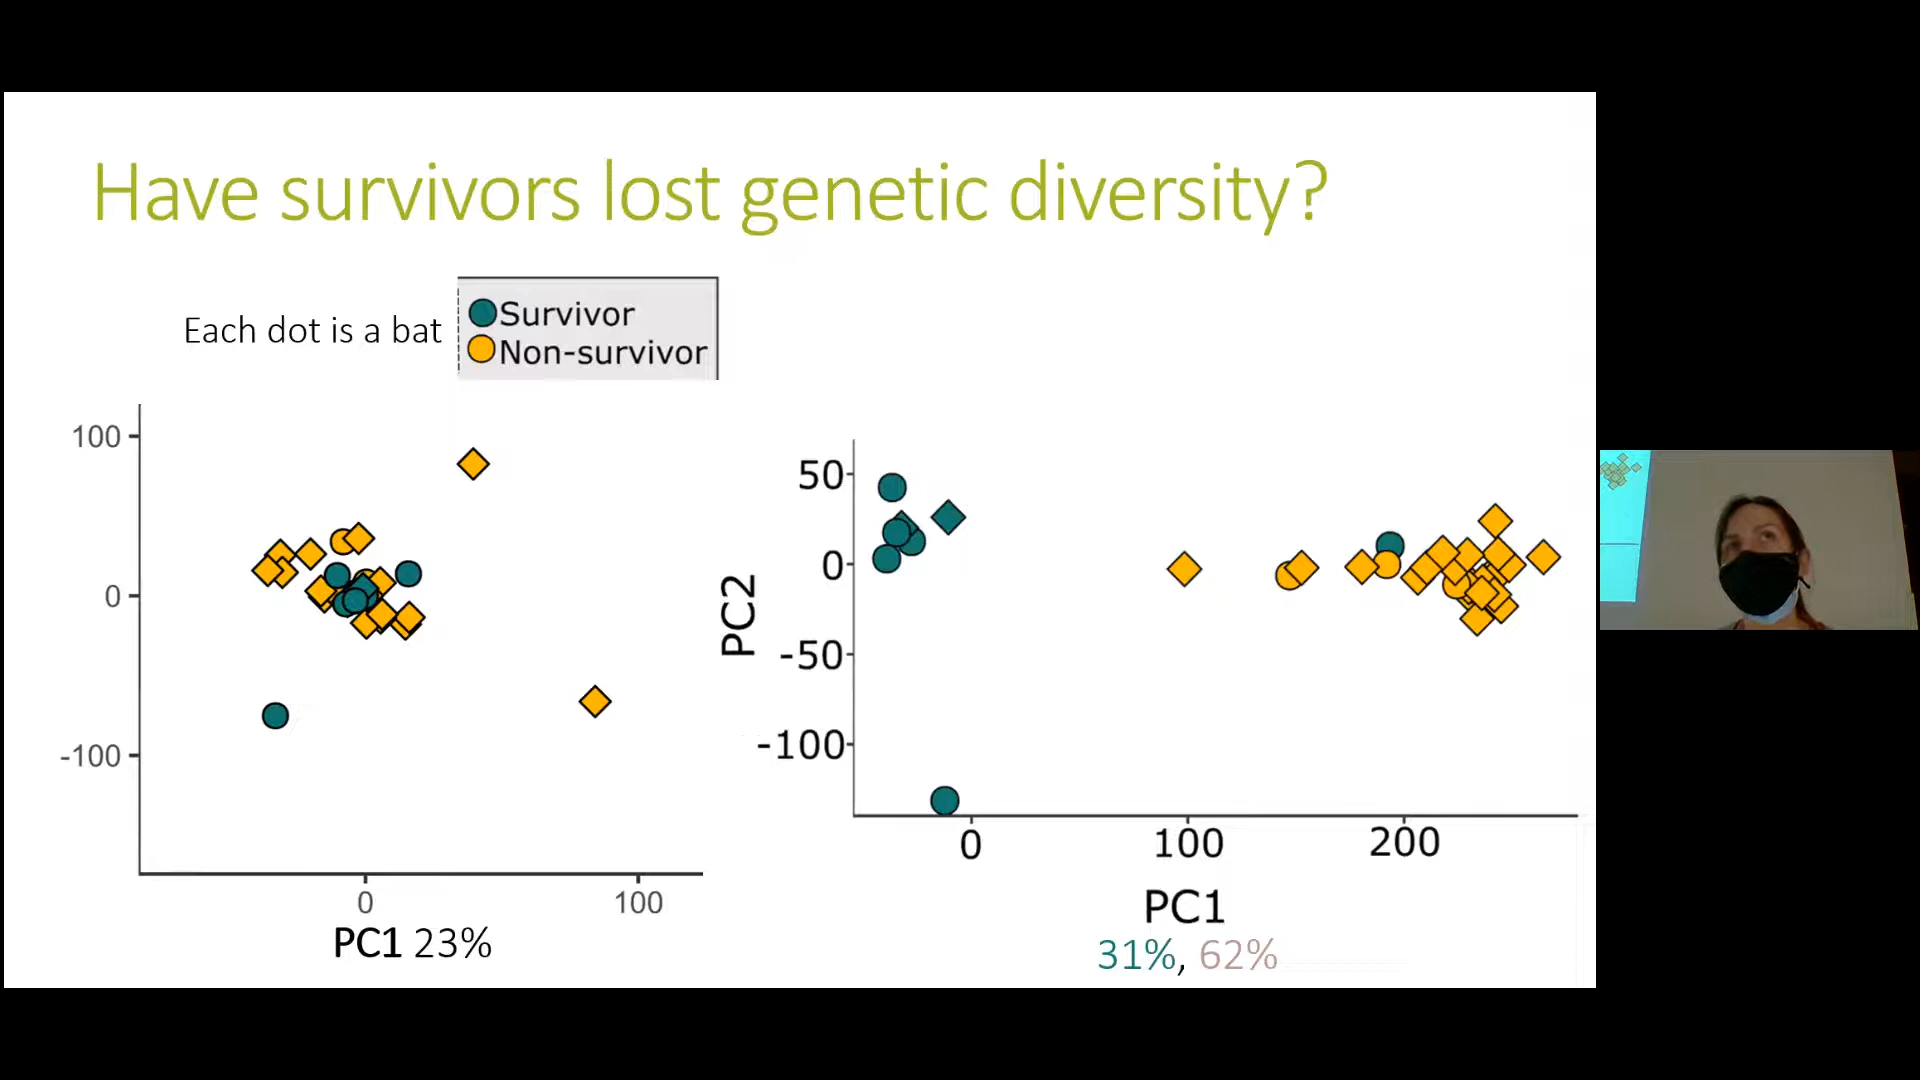 Have survivors lost genetic diversity?
Each dot is a bat
Survivor
Non-survivor
100
0
-100
0
100
PC1 23%
PC2
50
0
-50
-100
0
100
200
PC1
31%, 62%